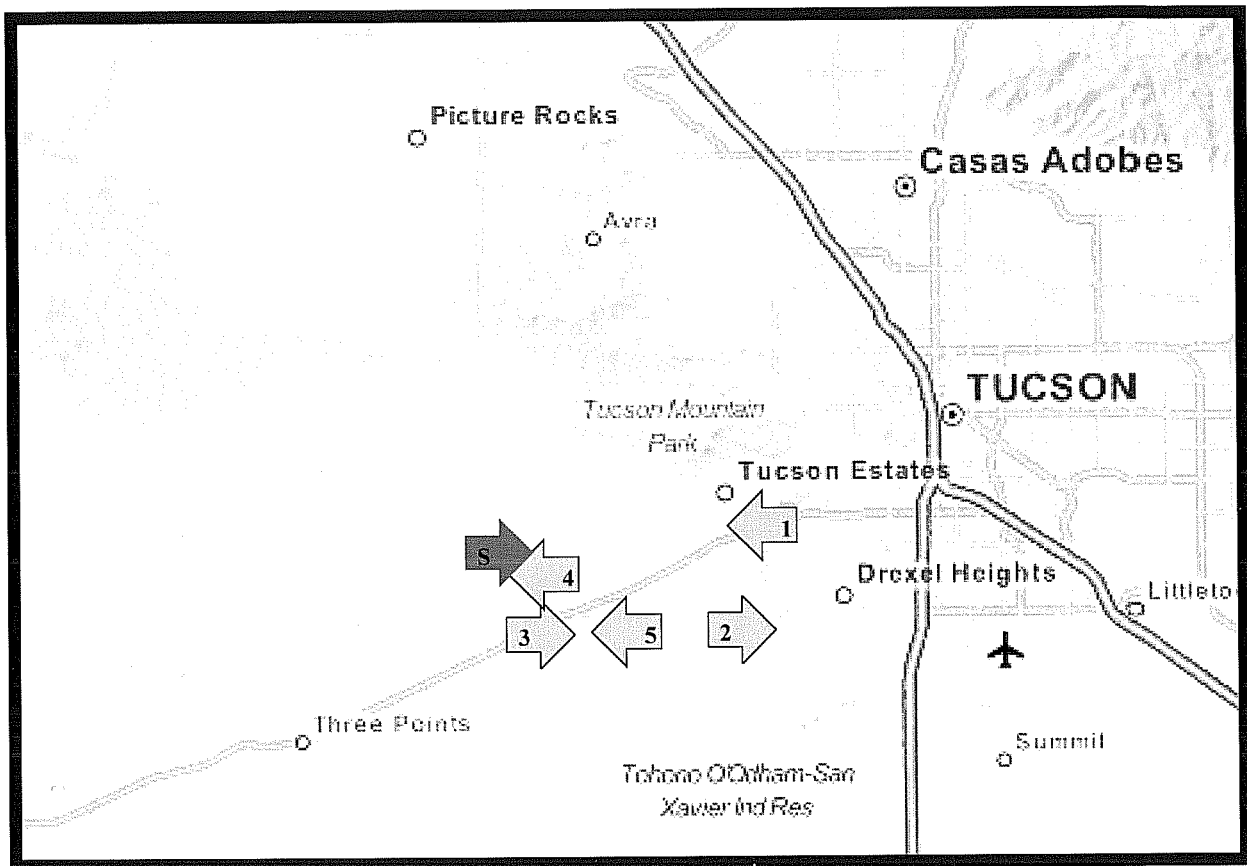 Picture Rocks
Casas Adobes
Avra
TUCSON
Tucson Mountain
Park
Tucson Estates
1
S
4
Drexel Heights
Littleto
3
5
2
Three Points
Summit
Tohono O'Odham-San
Xavier Ind Res